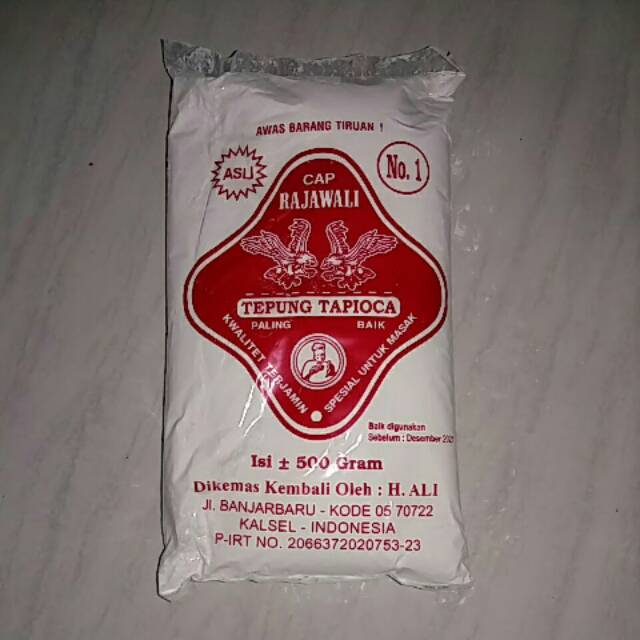 AWAS BARANG TIRUAN !
ASLI
No. 1
CAP
RAJAWALI
TEPUNG TAPIOCA
PALING BAIK
KWALITET TERJAMIN
SPESIAL UNTUK MASAK
Baik digunakan
Sebelum : Desember
Isi ± 500 Gram
Dikemas Kembali Oleh : H. ALI
Jl. BANJARBARU - KODE 05 70722
KALSEL - INDONESIA
P-IRT NO. 2066372020753-23